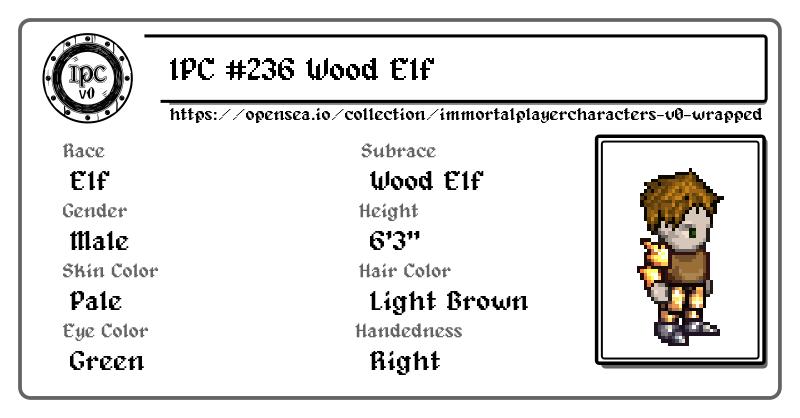 IPC
v0
IPC #236 Wood Elf
https://opensea.io/collection/immortalplayercharacters-v0-wrapped
Race
Elf
Subrace
Wood Elf
Gender
Male
Height
6'3"
Skin Color
Pale
Hair Color
Light Brown
Eye Color
Green
Handedness
Right